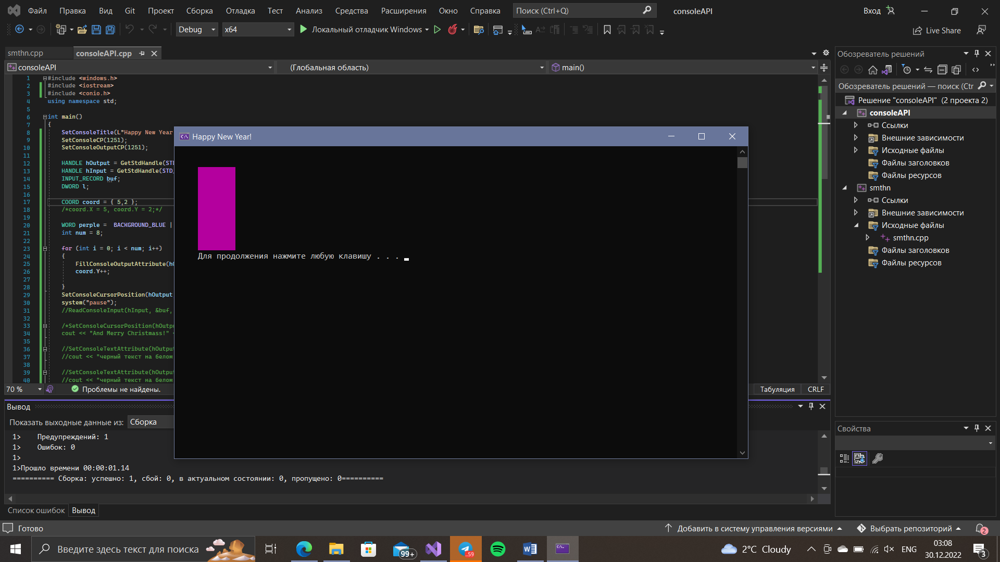 Файл Правка Вид Git Проект Сборка Отладка Тест Анализ Средства Расширения Окно Справка Поиск (Ctrl+Q) consoleAPI Вход
Debug x64 Локальный отладчик Windows Live Share
smthn.cpp consoleAPI.cpp
consoleAPI (Глобальная область) main()
1 #include <windows.h>
2 #include <iostream>
3 #include <conio.h>
4 using namespace std;
5
6 int main()
7 {
8 SetConsoleTitle(L"Happy New Year
9 SetConsoleCP(1251);
10 SetConsoleOutputCP(1251);
11
12 HANDLE hOutput = GetStdHandle(STD
13 HANDLE hInput = GetStdHandle(STD_
14 INPUT_RECORD buf;
15 DWORD l;
16
17 COORD coord = { 5,2 };
18 /*coord.X = 5, coord.Y = 2;*/
19
20 WORD perple = BACKGROUND_BLUE |
21 int num = 8;
22
23 for (int i = 0; i < num; i++)
24 {
25 FillConsoleOutputAttribute(hO
26 coord.Y++;
27
28 }
29 SetConsoleCursorPosition(hOutput
30 system("pause");
31 //ReadConsoleInput(hInput, &buf,
32
33 /*SetConsoleCursorPosition(hOutpu
34 cout << "And Merry Christmass!"
35
36 //SetConsoleTextAttribute(hOutpu
37 //cout << "черный текст на белом
38
39 //SetConsoleTextAttribute(hOutpu
40 //cout << "черный текст на белом
Happy New Year!
Для продолжения нажмите любую клавишу . . .
70 % Проблемы не найдены. Табуляция CRLF
Вывод
Показать выходные данные из: Сборка
1> Предупреждений: 1
1> Ошибок: 0
1>
1>Прошло времени 00:00:01.14
========== Сборка: успешно: 1, сбой: 0, в актуальном состоянии: 0, пропущено: 0==========
Список ошибок Вывод
Обозреватель решений
Обозреватель решений — поиск (Ctr
Решение "consoleAPI" (2 проекта 2)
consoleAPI
Ссылки
Внешние зависимости
Исходные файлы
Файлы заголовков
Файлы ресурсов
smthn
Ссылки
Внешние зависимости
Исходные файлы
smthn.cpp
Файлы заголовков
Файлы ресурсов
Свойства
Готово Добавить в систему управления версиями Выбрать репозиторий 2
Введите здесь текст для поиска 99+ ..59 2°C Cloudy ENG 03:08
30.12.2022 3